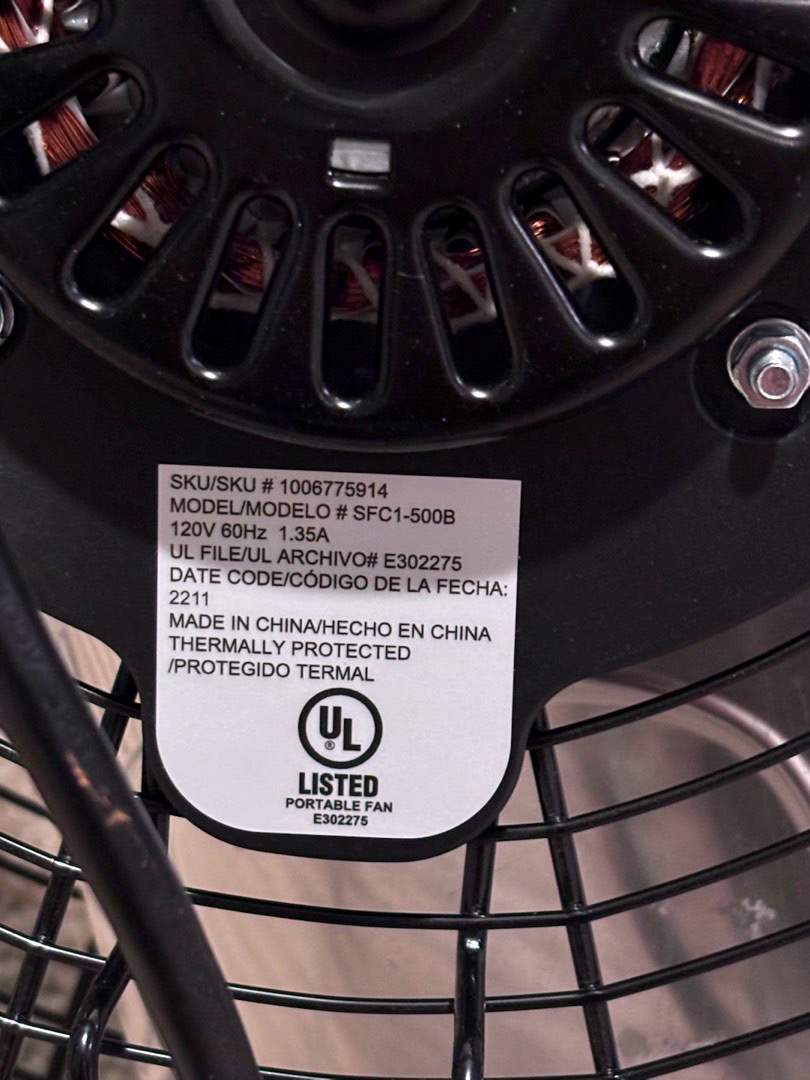 SKU/SKU # 1006775914
MODEL/MODELO # SFC1-500B
120V 60Hz 1.35A
UL FILE/UL ARCHIVO# E302275
DATE CODE/CÓDIGO DE LA FECHA:
2211
MADE IN CHINA/HECHO EN CHINA
THERMALLY PROTECTED
/PROTEGIDO TERMAL
UL ®
LISTED
PORTABLE FAN
E302275